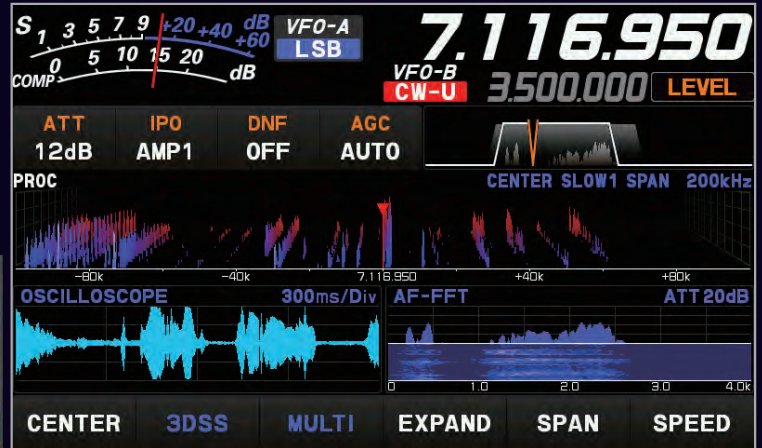 S 1 3 5 7 9 +20 +40 +60 dB
COMP 0 5 10 15 20 dB
VFO-A
LSB
7.116.950
VFO-B
CW-U
3.500.000
LEVEL
ATT IPO DNF AGC
12dB AMP1 OFF AUTO
PROC
CENTER SLOW1 SPAN 200kHz
-80k -40k 7.116.950 +40k +80k
OSCILLOSCOPE 300ms/Div
AF-FFT ATT 20dB
0 1.0 2.0 3.0 4.0k
CENTER 3DSS MULTI EXPAND SPAN SPEED